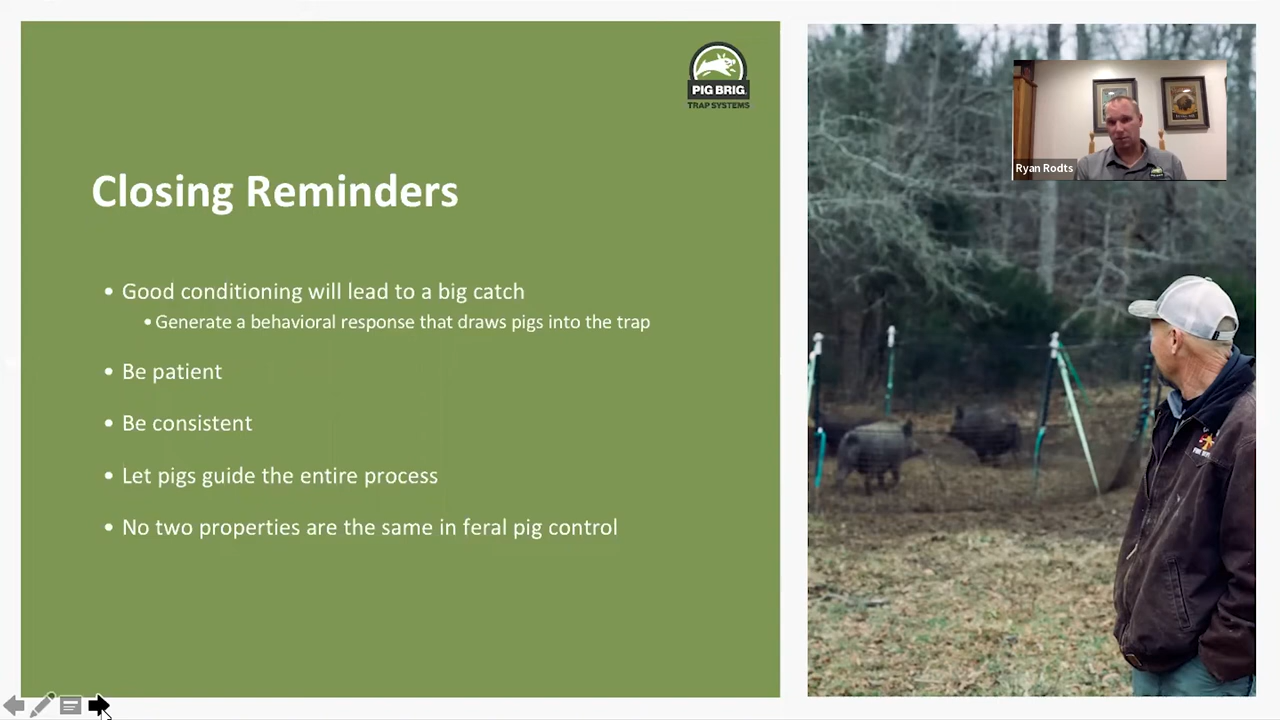 PIG BRIG
TRAP SYSTEMS
Ryan Rodts
Closing Reminders
• Good conditioning will lead to a big catch
• Generate a behavioral response that draws pigs into the trap
• Be patient
• Be consistent
• Let pigs guide the entire process
• No two properties are the same in feral pig control